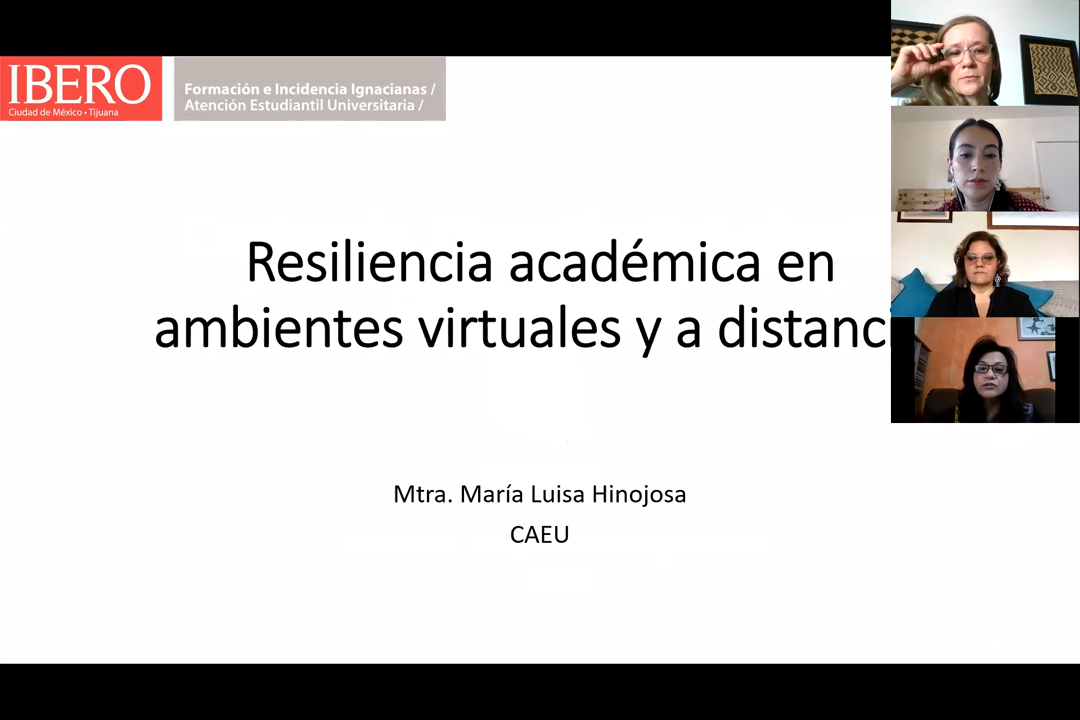 IBERO
Ciudad de México • Tijuana
Formación e Incidencia Ignacianas /
Atención Estudiantil Universitaria /
Resiliencia académica en
ambientes virtuales y a distanci
Mtra. María Luisa Hinojosa
CAEU